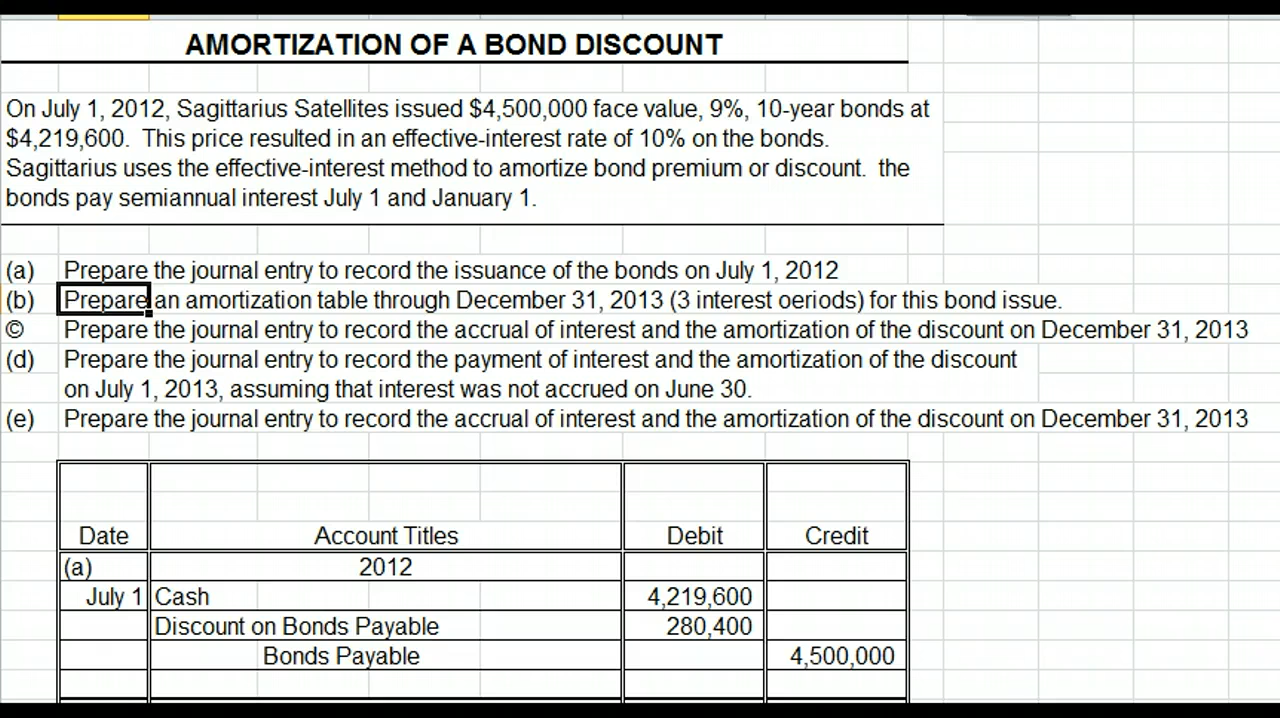 AMORTIZATION OF A BOND DISCOUNT
On July 1, 2012, Sagittarius Satellites issued $4,500,000 face value, 9%, 10-year bonds at
$4,219,600. This price resulted in an effective-interest rate of 10% on the bonds.
Sagittarius uses the effective-interest method to amortize bond premium or discount. the
bonds pay semiannual interest July 1 and January 1.
(a) Prepare the journal entry to record the issuance of the bonds on July 1, 2012
(b) Prepare an amortization table through December 31, 2013 (3 interest oeriods) for this bond issue.
© Prepare the journal entry to record the accrual of interest and the amortization of the discount on December 31, 2013
(d) Prepare the journal entry to record the payment of interest and the amortization of the discount
on July 1, 2013, assuming that interest was not accrued on June 30.
(e) Prepare the journal entry to record the accrual of interest and the amortization of the discount on December 31, 2013
Date Account Titles Debit Credit
(a) 2012
July 1 Cash 4,219,600
Discount on Bonds Payable 280,400
Bonds Payable 4,500,000